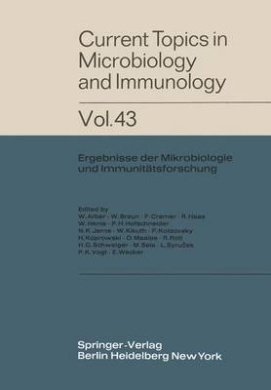 Current Topics in
Microbiology
and Immunology
Vol. 43
Ergebnisse der Mikrobiologie
und Immunitätsforschung
Edited by
W. Arber · W. Braun · F. Cramer · R. Haas
W. Henle · P. H. Hofschneider
N. K. Jerne · W. Kikuth · P. Koldovsky
H. Koprowski · O. Maaløe · R. Rott
H. G. Schweiger · M. Sela · L. Syruček
P. K. Vogt · E. Wecker
Springer-Verlag
Berlin Heidelberg New York